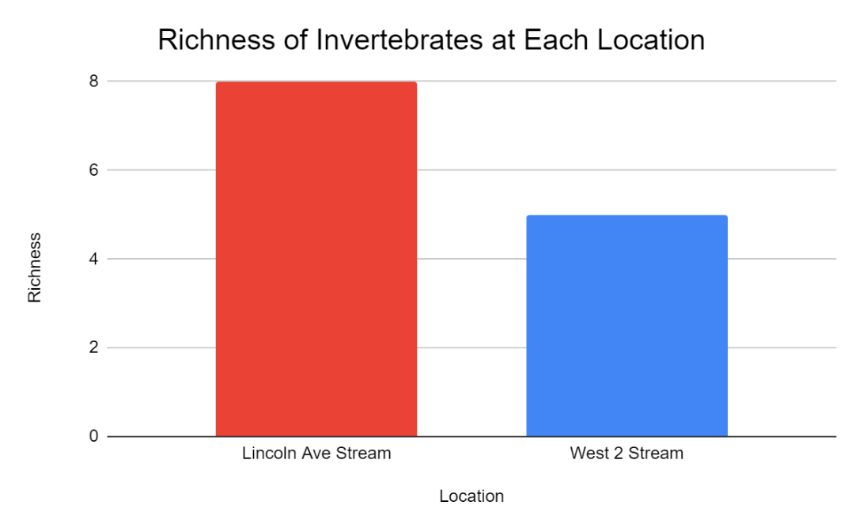 Richness of Invertebrates at Each Location
8
6
4
2
0
Richness
Lincoln Ave Stream
West 2 Stream
Location